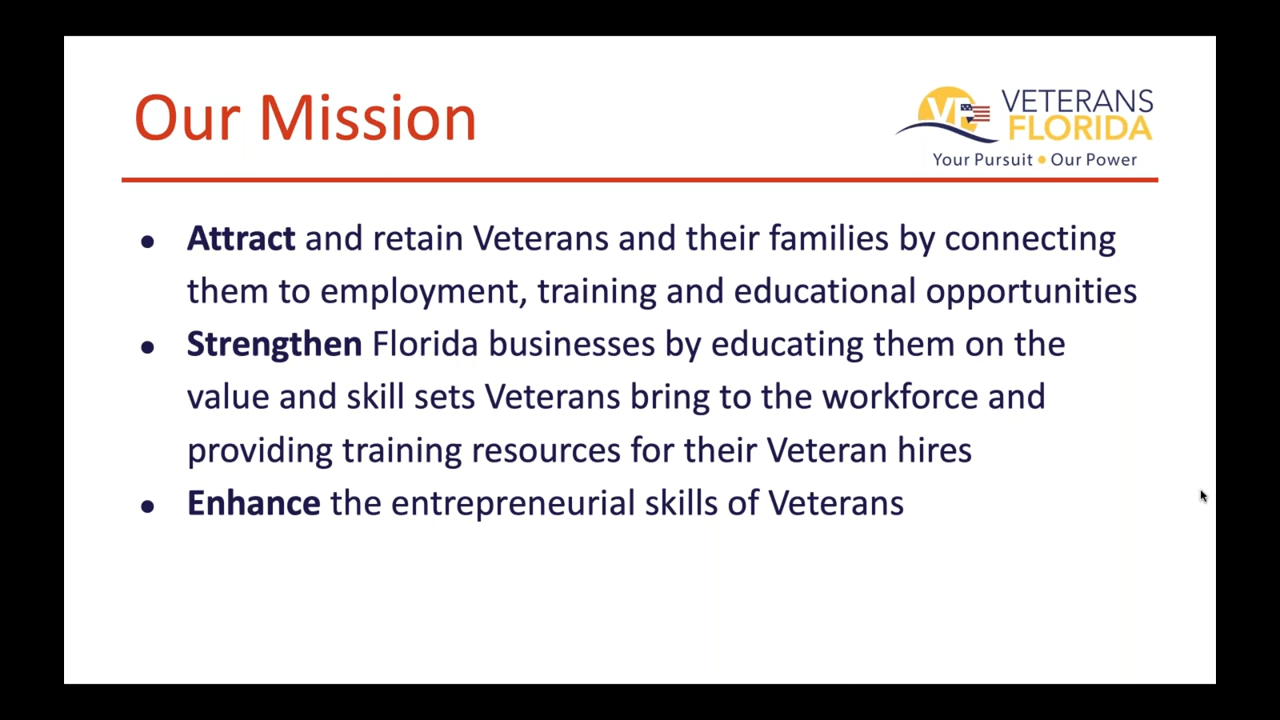 Our Mission
VF
VETERANS
FLORIDA
Your Pursuit • Our Power
• Attract and retain Veterans and their families by connecting
them to employment, training and educational opportunities
• Strengthen Florida businesses by educating them on the
value and skill sets Veterans bring to the workforce and
providing training resources for their Veteran hires
• Enhance the entrepreneurial skills of Veterans